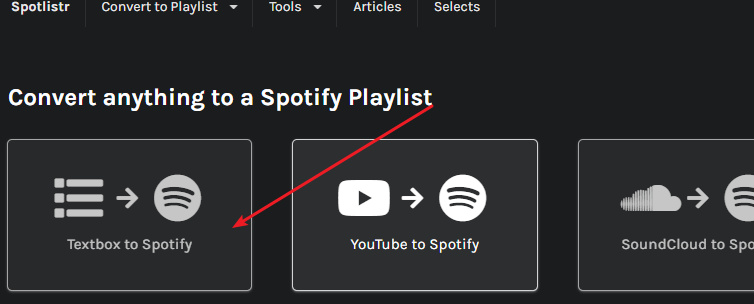 Spotlistr Convert to Playlist Tools Articles Selects
Convert anything to a Spotify Playlist
Textbox to Spotify YouTube to Spotify SoundCloud to